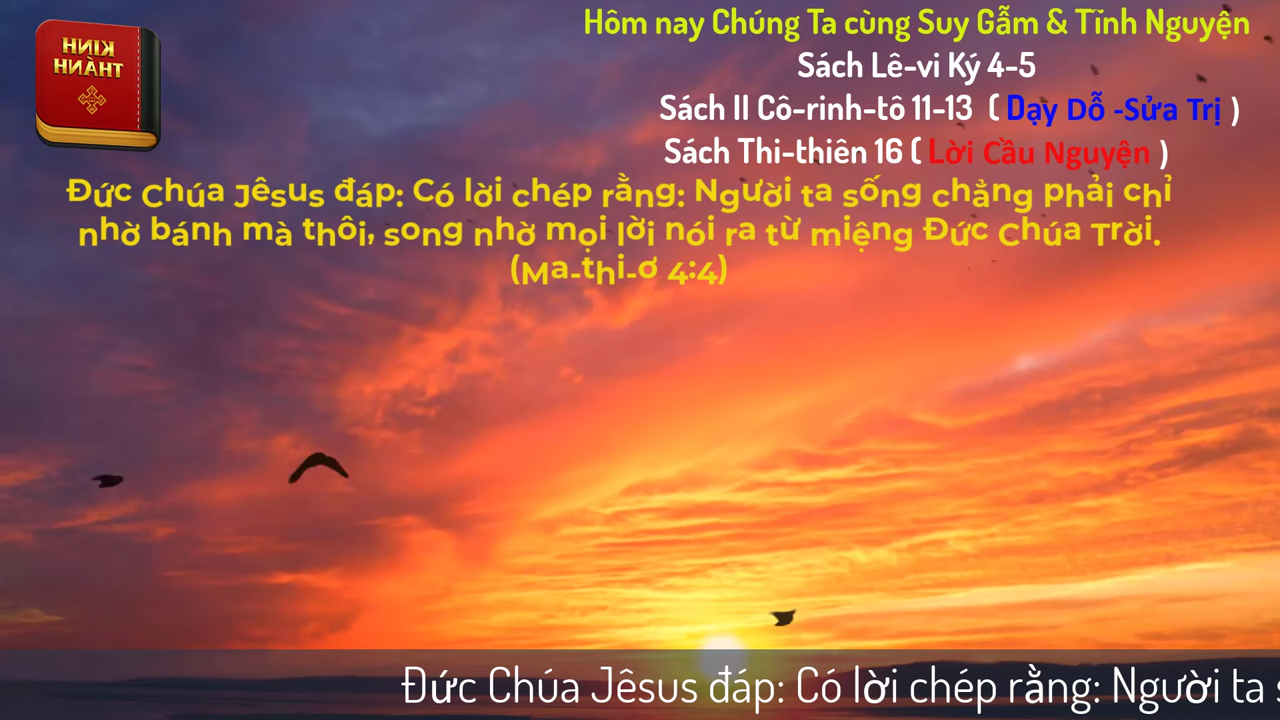 KINH
THÀNH
Hôm nay Chúng Ta cùng Suy Gẫm & Tĩnh Nguyện
Sách Lê-vi Ký 4-5
Sách II Cô-rinh-tô 11-13 ( Dạy Dỗ -Sửa Trị )
Sách Thi-thiên 16 ( Lời Cầu Nguyện )
Đức Chúa Jêsus đáp: Có lời chép rằng: Người ta sống chẳng phải chỉ
nhờ bánh mà thôi, song nhờ mọi lời nói ra từ miệng Đức Chúa Trời.
(Ma-thi-ơ 4:4)
Đức Chúa Jêsus đáp: Có lời chép rằng: Người ta